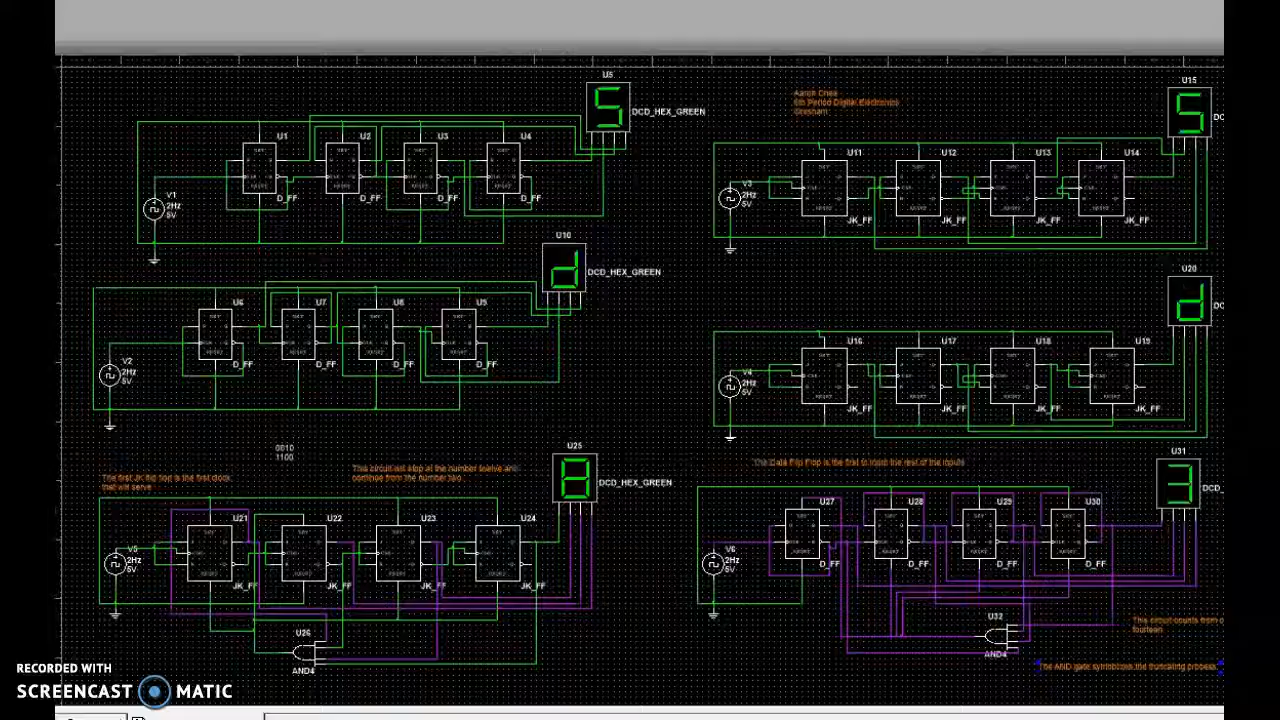 U5
DCD_HEX_GREEN
U1
U2
U3
U4
V1
2Hz
5V
D_FF
D_FF
D_FF
D_FF
U15
5th Period Digital Electronics
U11
U12
U13
U14
V3
2Hz
5V
JK_FF
JK_FF
JK_FF
JK_FF
U10
DCD_HEX_GREEN
U6
U7
U8
U9
V2
2Hz
5V
D_FF
D_FF
D_FF
D_FF
U20
U16
U17
U18
U19
V4
2Hz
5V
JK_FF
JK_FF
JK_FF
JK_FF
0010
1100
The first JK flip flop is the first clock
that will serve
This circuit will stop at the number twelve and
continue from the number two.
U25
DCD_HEX_GREEN
U21
U22
U23
U24
V5
2Hz
5V
JK_FF
JK_FF
JK_FF
JK_FF
U26
AND4
The Data Flip Flop is the first to input the rest of the inputs
U31
DCD_
U27
U28
U29
U30
V6
2Hz
5V
D_FF
D_FF
D_FF
D_FF
U32
AND4
This circuit counts from
fourteen
The AND gate symbolizes the truncating process.
RECORDED WITH
SCREENCAST MATIC